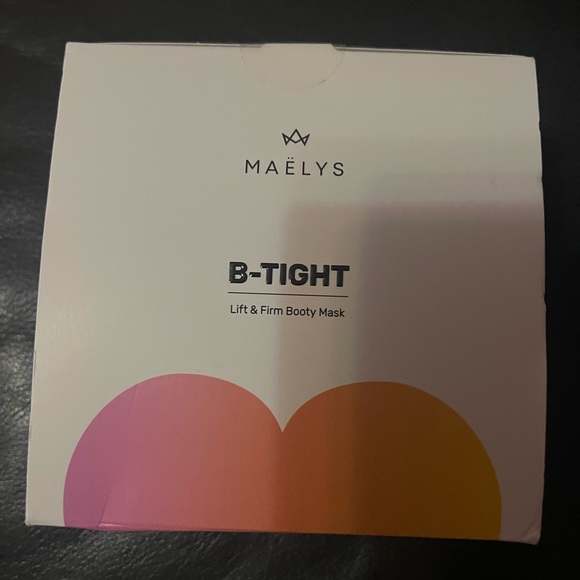 MAËLYS
B-TIGHT
Lift & Firm Booty Mask